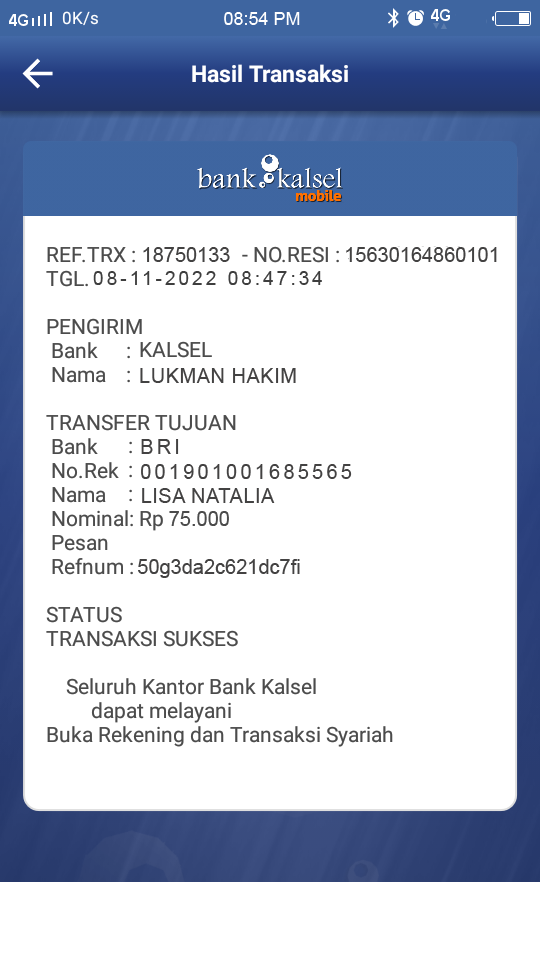 4G 0K/s 08:54 PM 4G
Hasil Transaksi
bank kalsel
mobile
REF.TRX : 18750133 - NO.RESI : 15630164860101
TGL. 08-11-2022 08:47:34
PENGIRIM
Bank : KALSEL
Nama : LUKMAN HAKIM
TRANSFER TUJUAN
Bank : BRI
No.Rek : 001901001685565
Nama : LISA NATALIA
Nominal: Rp 75.000
Pesan
Refnum : 50g3da2c621dc7fi
STATUS
TRANSAKSI SUKSES
Seluruh Kantor Bank Kalsel
dapat melayani
Buka Rekening dan Transaksi Syariah